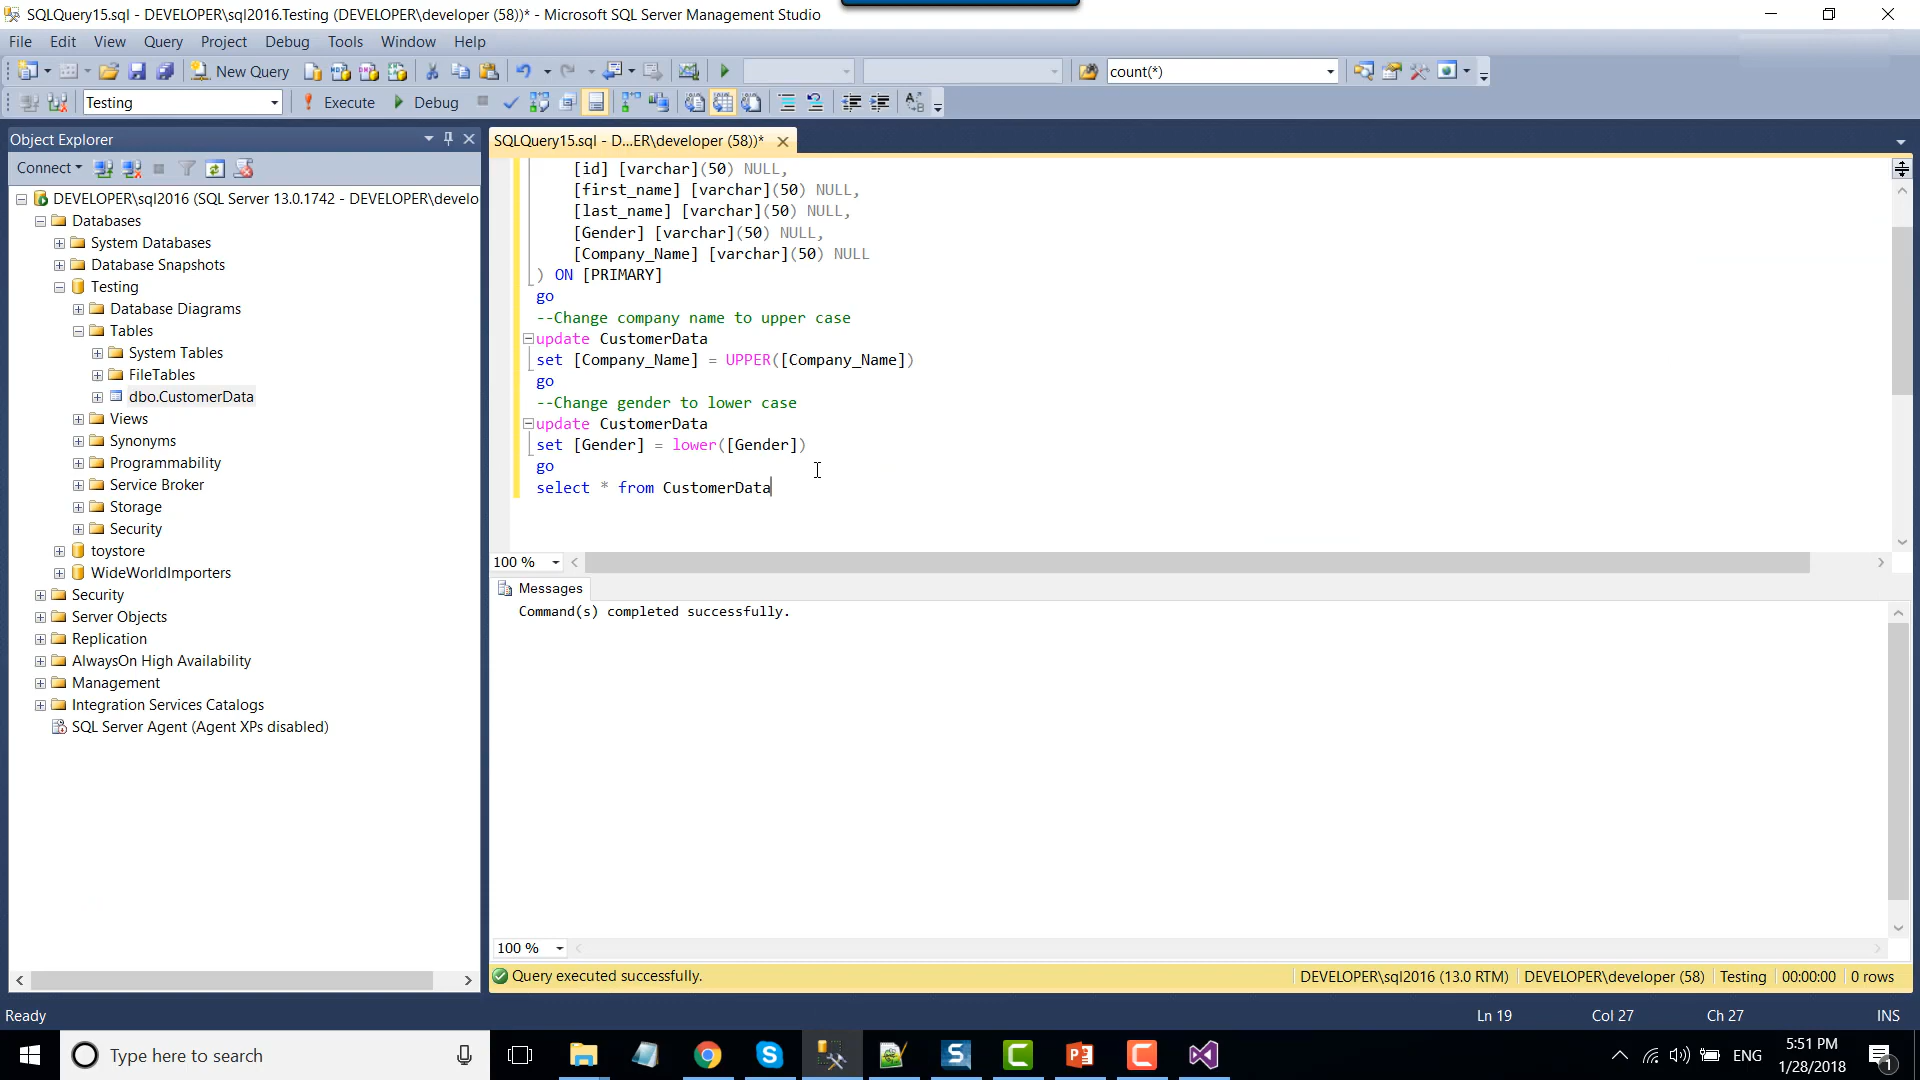 SQLQuery15.sql - DEVELOPER\sql2016.Testing (DEVELOPER\developer (58))* - Microsoft SQL Server Management Studio
File Edit View Query Project Debug Tools Window Help
New Query count(*)
Testing Execute Debug
Object Explorer
Connect
DEVELOPER\sql2016 (SQL Server 13.0.1742 - DEVELOPER\develo
Databases
System Databases
Database Snapshots
Testing
Database Diagrams
Tables
System Tables
FileTables
dbo.CustomerData
Views
Synonyms
Programmability
Service Broker
Storage
Security
toystore
WideWorldImporters
Security
Server Objects
Replication
AlwaysOn High Availability
Management
Integration Services Catalogs
SQL Server Agent (Agent XPs disabled)
SQLQuery15.sql - D...ER\developer (58))*
[id] [varchar](50) NULL,
[first_name] [varchar](50) NULL,
[last_name] [varchar](50) NULL,
[Gender] [varchar](50) NULL,
[Company_Name] [varchar](50) NULL
) ON [PRIMARY]
go
--Change company name to upper case
update CustomerData
set [Company_Name] = UPPER([Company_Name])
go
--Change gender to lower case
update CustomerData
set [Gender] = lower([Gender])
go
select * from CustomerData
100 %
Messages
Command(s) completed successfully.
100 %
Query executed successfully. DEVELOPER\sql2016 (13.0 RTM) DEVELOPER\developer (58) Testing 00:00:00 0 rows
Ready Ln 19 Col 27 Ch 27 INS
Type here to search
ENG
5:51 PM
1/28/2018
1